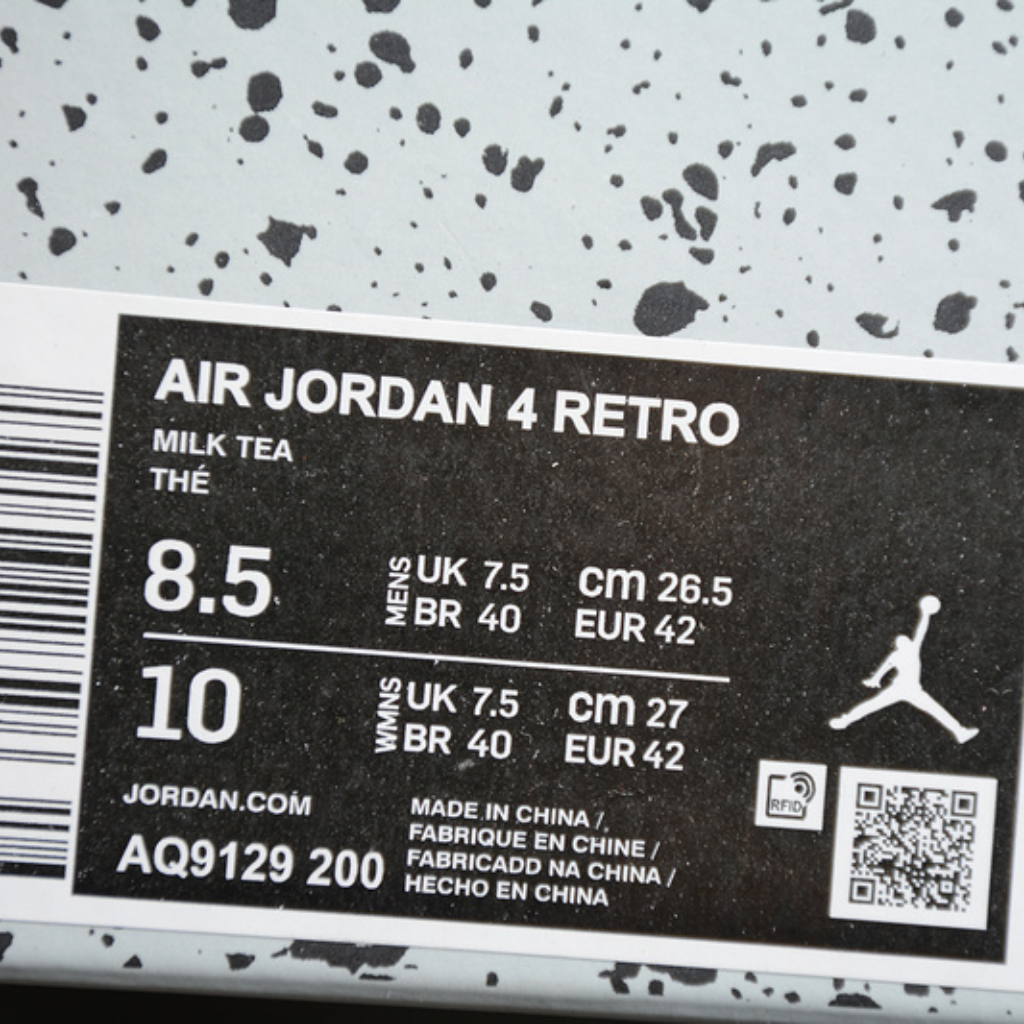 AIR JORDAN 4 RETRO
MILK TEA
THÉ
8.5
MENS
UK 7.5 cm 26.5
BR 40 EUR 42
10
WMNS
UK 7.5 cm 27
BR 40 EUR 42
JORDAN.COM
AQ9129 200
MADE IN CHINA /
FABRIQUE EN CHINE /
FABRICADD NA CHINA /
HECHO EN CHINA
RFID